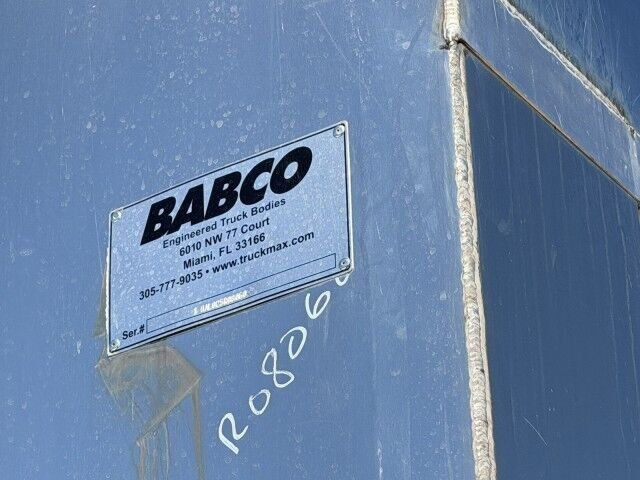 BABCO
Engineered Truck Bodies
6010 NW 77 Court
Miami, FL 33166
305-777-9035 • www.truckmax.com
Ser.#
R0806